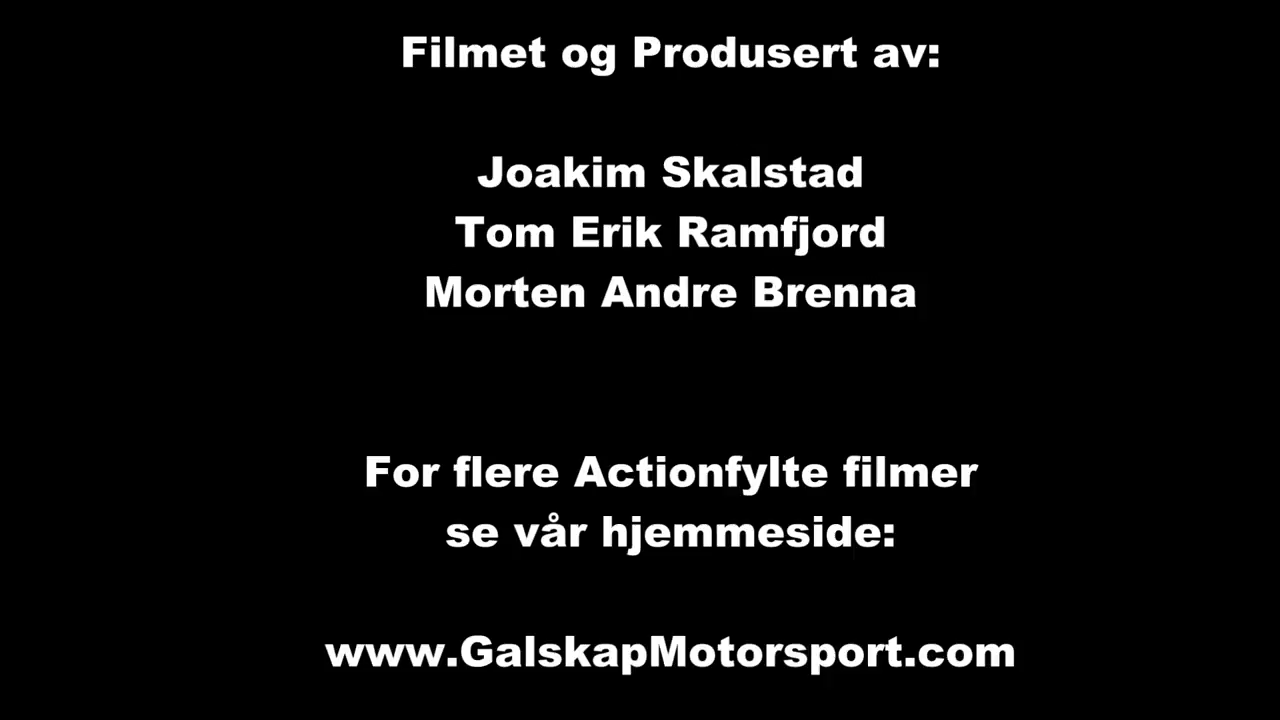 Filmet og Produsert av:
Joakim Skalstad
Tom Erik Ramfjord
Morten Andre Brenna
For flere Actionfylte filmer
se vår hjemmeside:
www.GalskapMotorsport.com